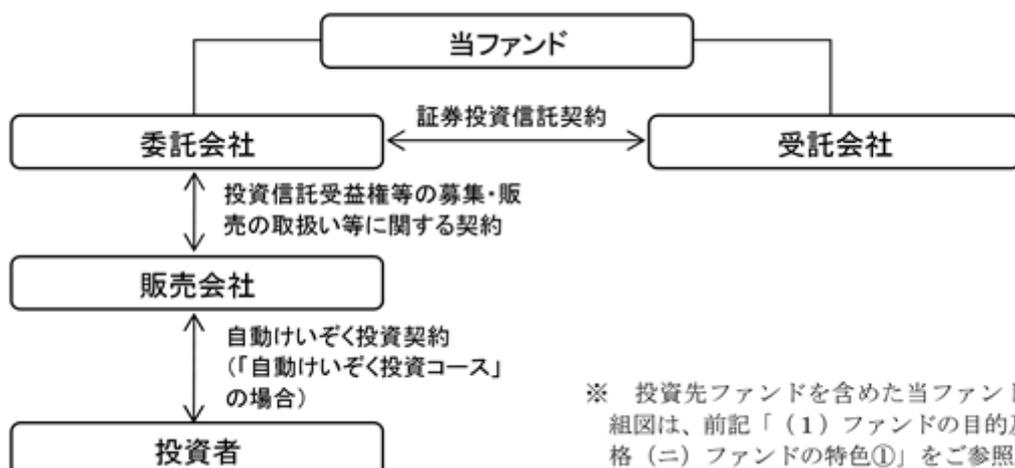 当ファンド
証券投資信託契約
委託会社
受託会社
投資信託受益権等の募集・販
売の取扱い等に関する契約
販売会社
自動けいぞく投資契約
(「自動けいぞく投資コース」
の場合)
投資者
※ 投資先ファンドを含めた当ファンド
組図は、前記「(1)ファンドの目的及
格(ニ)ファンドの特色①」をご参照